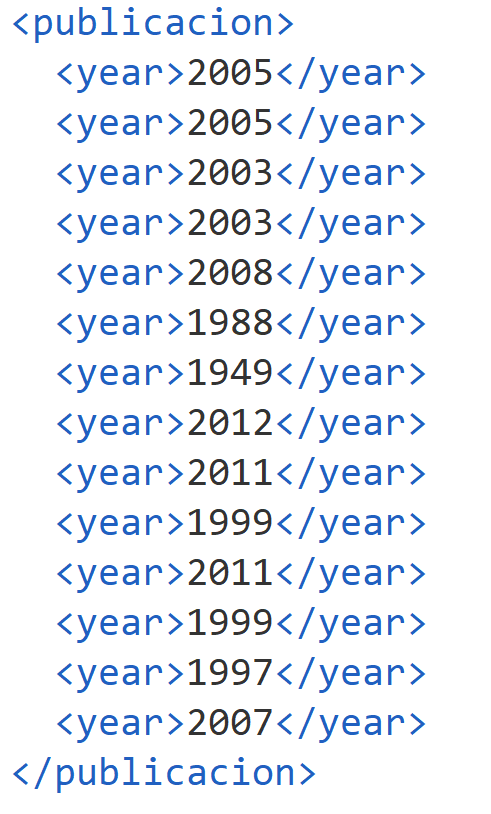 <publicacion>
  <year>2005</year>
  <year>2005</year>
  <year>2003</year>
  <year>2003</year>
  <year>2008</year>
  <year>1988</year>
  <year>1949</year>
  <year>2012</year>
  <year>2011</year>
  <year>1999</year>
  <year>2011</year>
  <year>1999</year>
  <year>1997</year>
  <year>2007</year>
</publicacion>